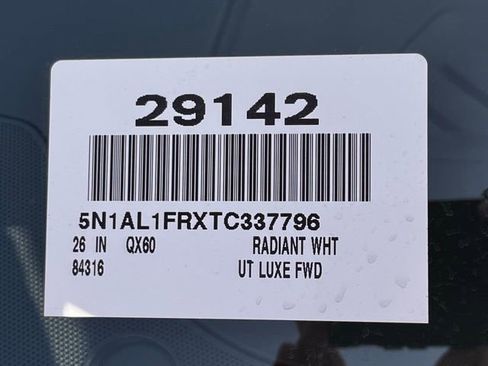 29142
5N1AL1FRXTC337796
26 IN QX60 RADIANT WHT
84316 UT LUXE FWD